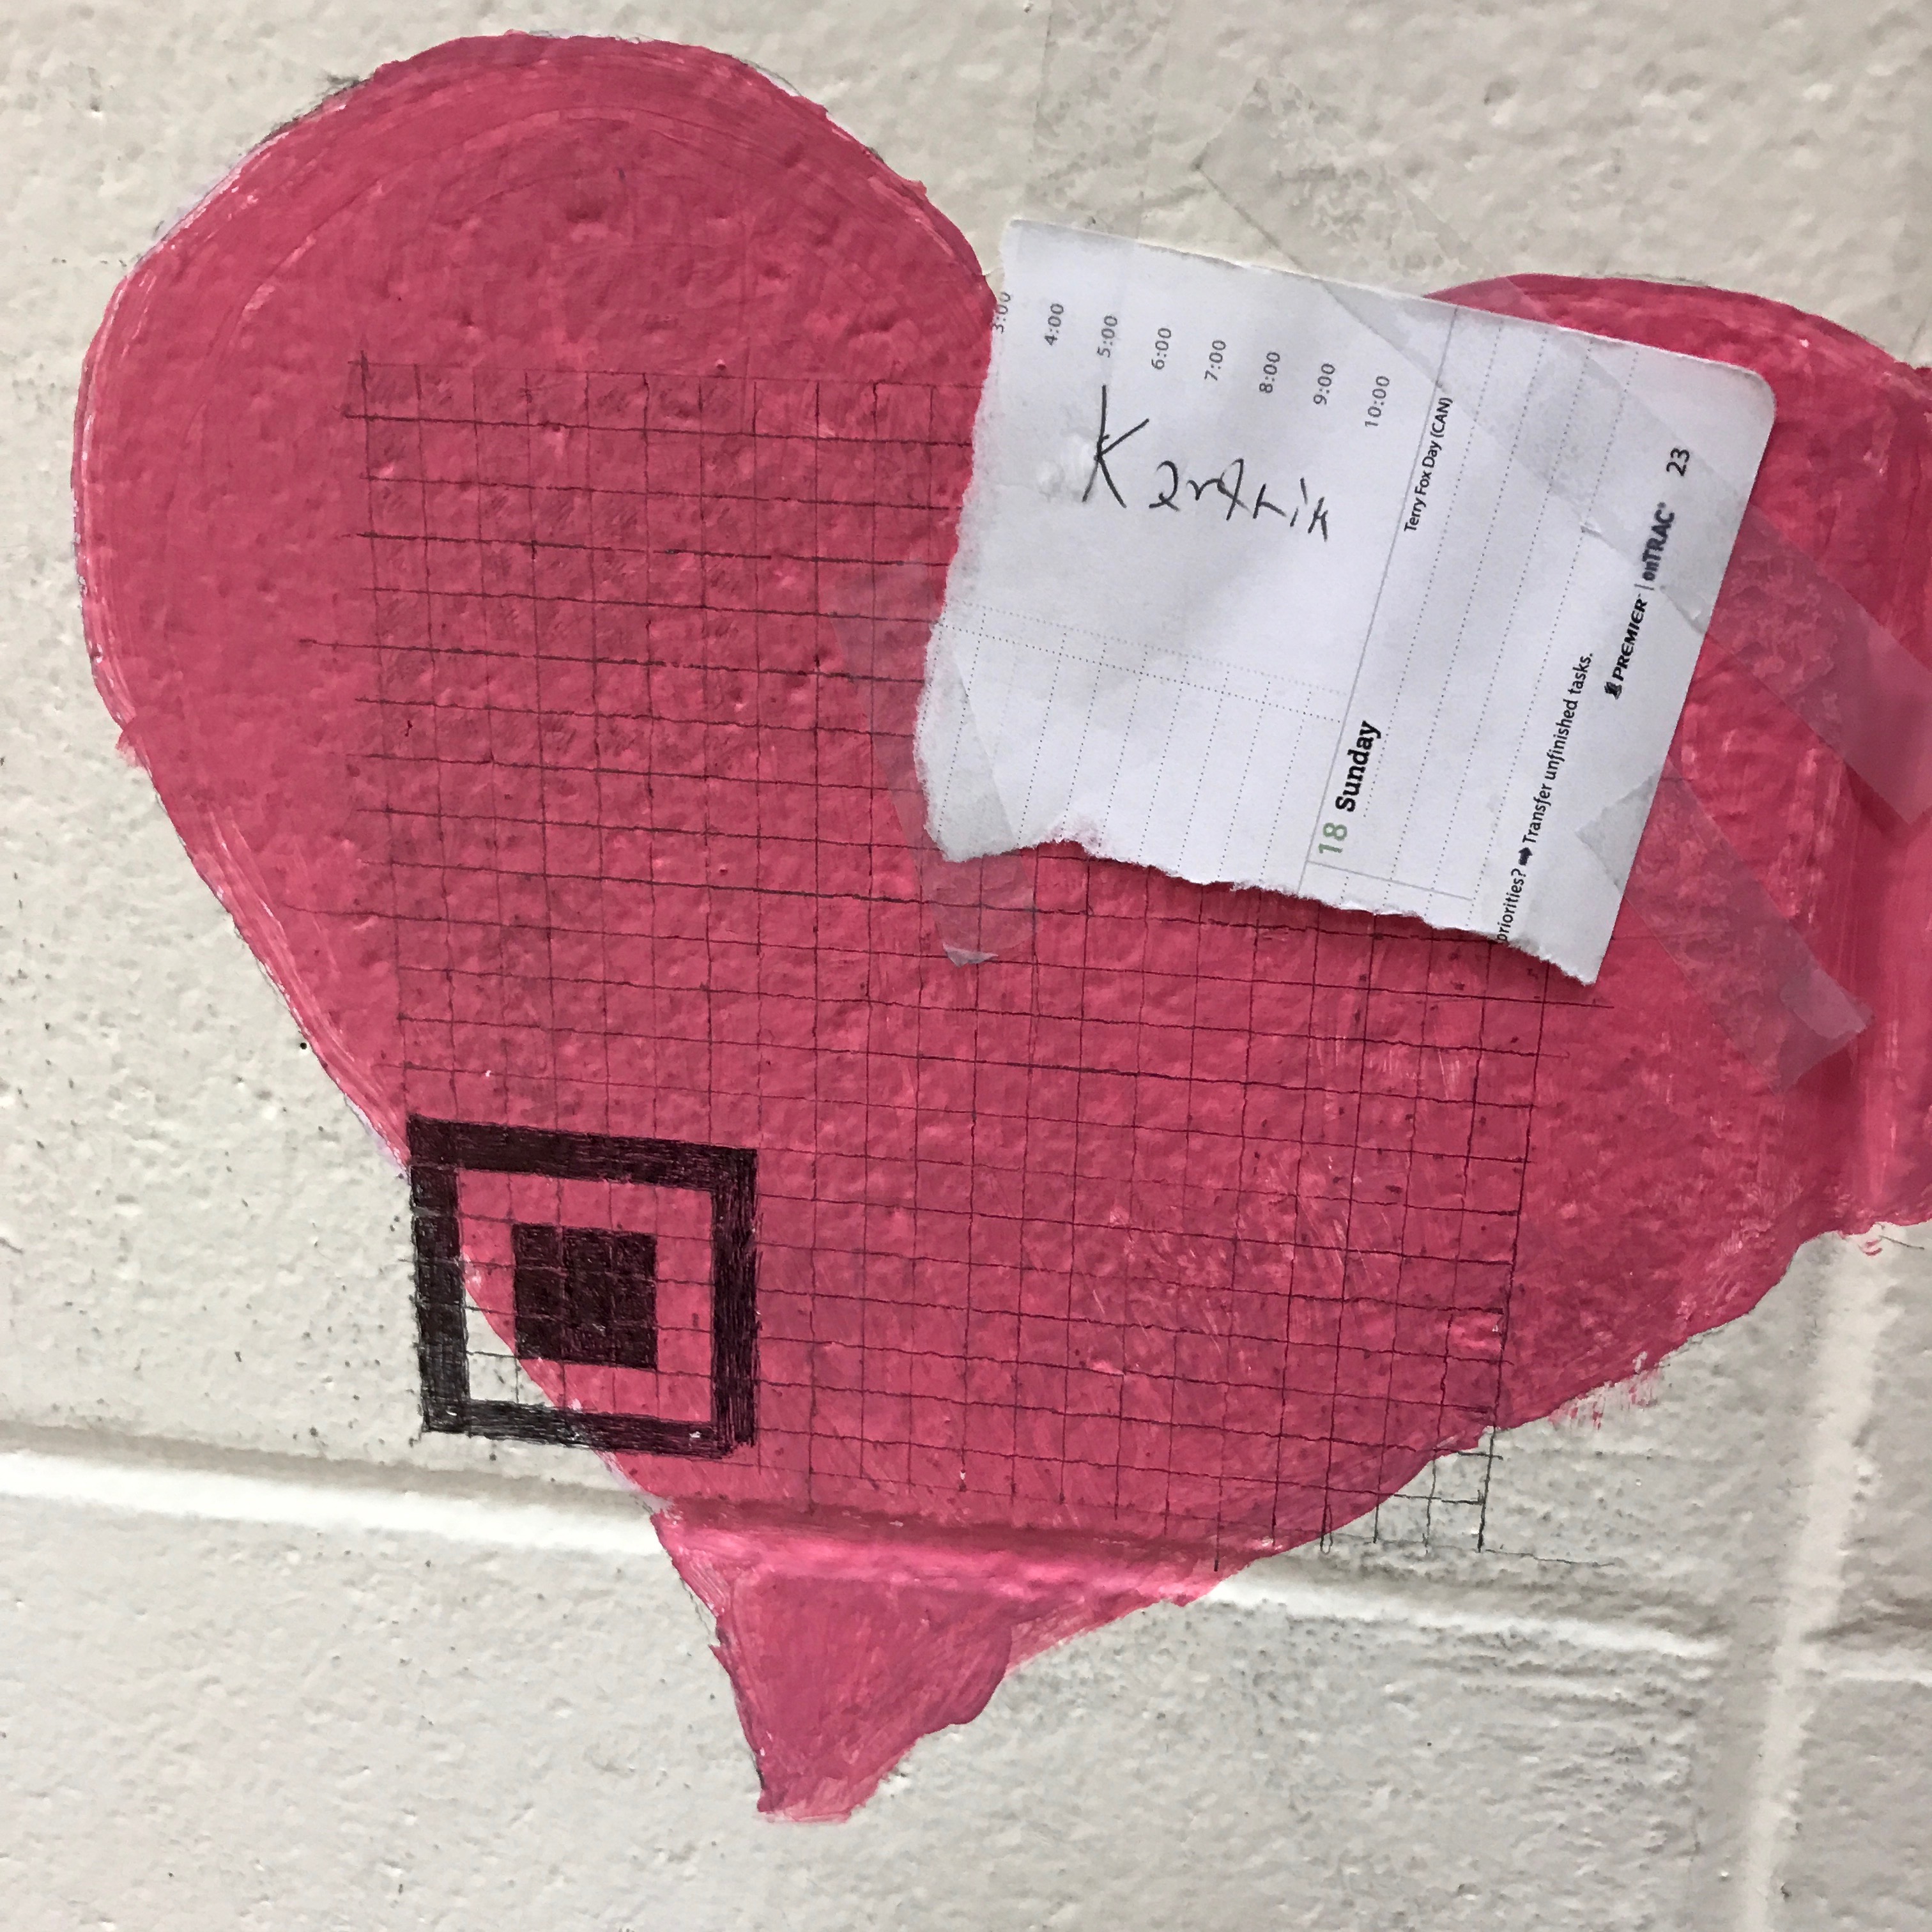 3:00
4:00
5:00
6:00
7:00
8:00
9:00
10:00
18 Sunday
Terry Fox Day (CAN)
priorities? ➡ Transfer unfinished tasks.
PREMIER | onTRAC® 23